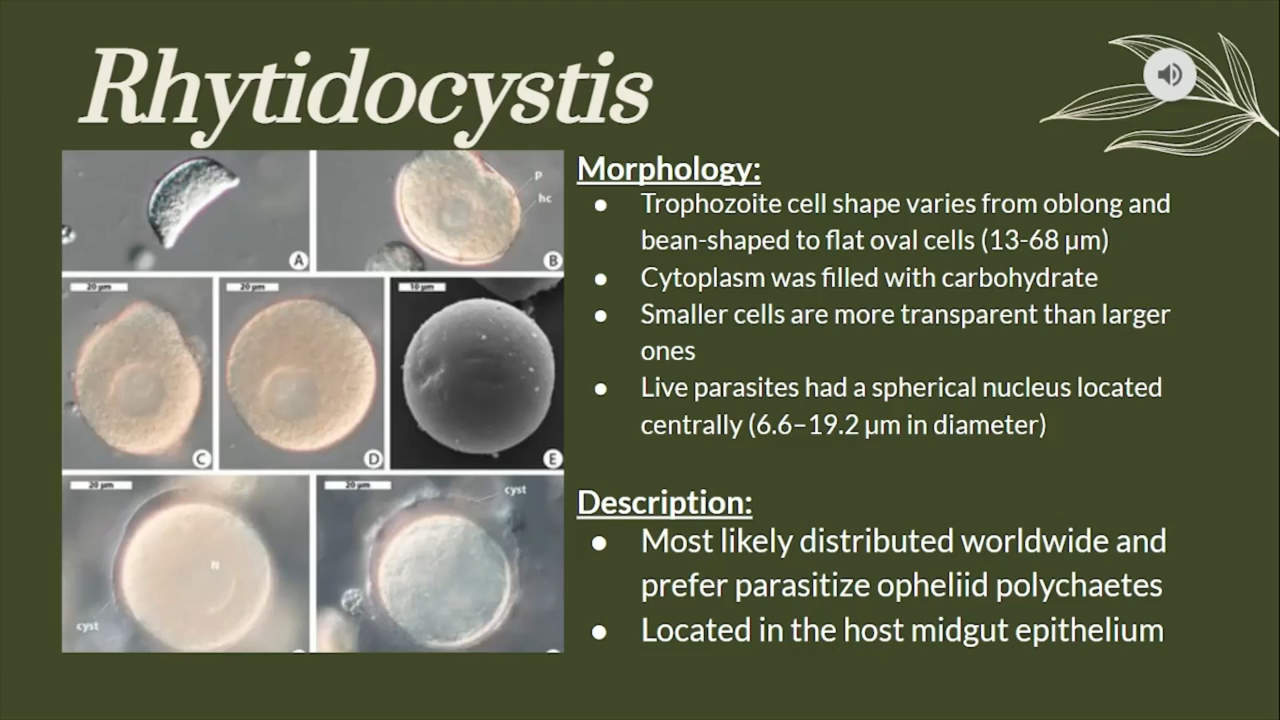 Rhytidocystis
P
hc
A
B
20 µm
20 µm
10 µm
C
D
E
20 µm
20 µm
cyst
N
cyst
Morphology:
● Trophozoite cell shape varies from oblong and
bean-shaped to flat oval cells (13-68 µm)
● Cytoplasm was filled with carbohydrate
● Smaller cells are more transparent than larger
ones
● Live parasites had a spherical nucleus located
centrally (6.6–19.2 µm in diameter)
Description:
● Most likely distributed worldwide and
prefer parasitize opheliid polychaetes
● Located in the host midgut epithelium